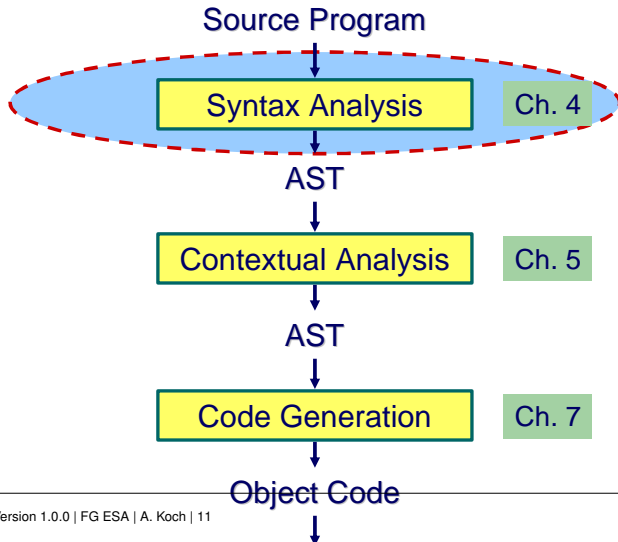 Source Program
Syntax Analysis Ch. 4
AST
Contextual Analysis Ch. 5
AST
Code Generation Ch. 7
Object Code
ersion 1.0.0 | FG ESA | A. Koch | 11